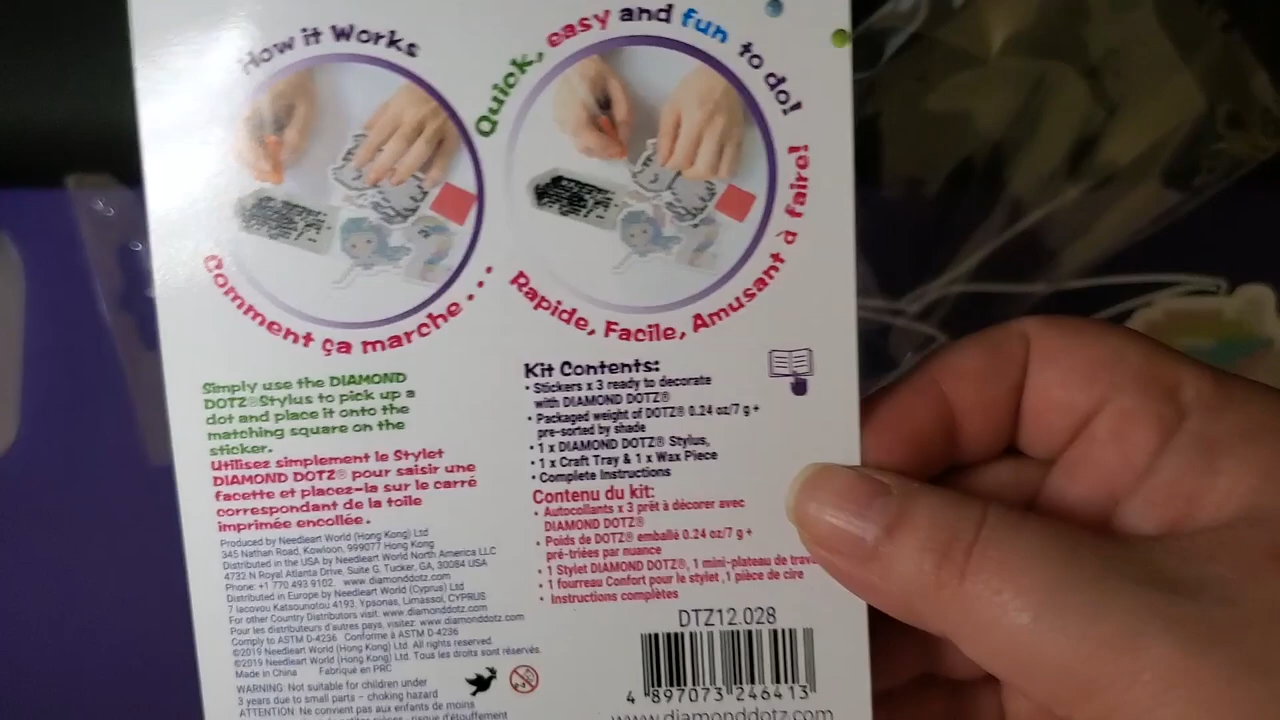 How it Works
Quick, easy and fun to do!
Comment ça marche...
Rapide, Facile, Amusant à faire!
Simply use the DIAMOND
DOTZ®Stylus to pick up a
dot and place it onto the
matching square on the
sticker.
Utilisez simplement le Stylet
DIAMOND DOTZ® pour saisir une
facette et placez-la sur le carré
correspondant de la toile
imprimée encollée.
Produced by Needleart World (Hong Kong) Ltd
345 Nathan Road, Kowloon, 999077 Hong Kong
Distributed in the USA by Needleart World North America LLC
4732 N Royal Atlanta Drive, Suite G, Tucker, GA, 30084 USA
Phone: +1 770 493 9102. www.diamonddotz.com
Distributed in Europe by Needleart World (Cyprus) Ltd
7 Iacovou Katsounotou 4193, Ypsonas, Limassol, CYPRUS
For other Country Distributors visit: www.diamonddotz.com
Pour les distributeurs d'autres pays, visitez: www.diamonddotz.com
Comply to ASTM D-4236 Conforme à ASTM D-4236
©2019 Needleart World (Hong Kong) Ltd. All rights reserved.
©2019 Needleart World (Hong Kong) Ltd. Tous les droits sont réservés.
Made in China Fabriqué en PRC
WARNING: Not suitable for children under
3 years due to small parts - choking hazard
ATTENTION: Ne convient pas aux enfants de moins
risque d'étouffement
Kit Contents:
• Stickers x 3 ready to decorate
with DIAMOND DOTZ®
• Packaged weight of DOTZ® 0.24 oz/7 g +
pre-sorted by shade
• 1 x DIAMOND DOTZ® Stylus,
• 1 x Craft Tray & 1 x Wax Piece
• Complete Instructions
Contenu du kit:
• Autocollants x 3 prêt à décorer avec
DIAMOND DOTZ®
• Poids de DOTZ® emballé 0.24 oz/7 g +
pré-triées par nuance
• 1 Stylet DIAMOND DOTZ®, 1 mini-plateau de
• 1 fourreau Confort pour le stylet ,1 pièce de cire
• Instructions complètes
DTZ12.028
4 897073 246413
www.diamonddotz.com